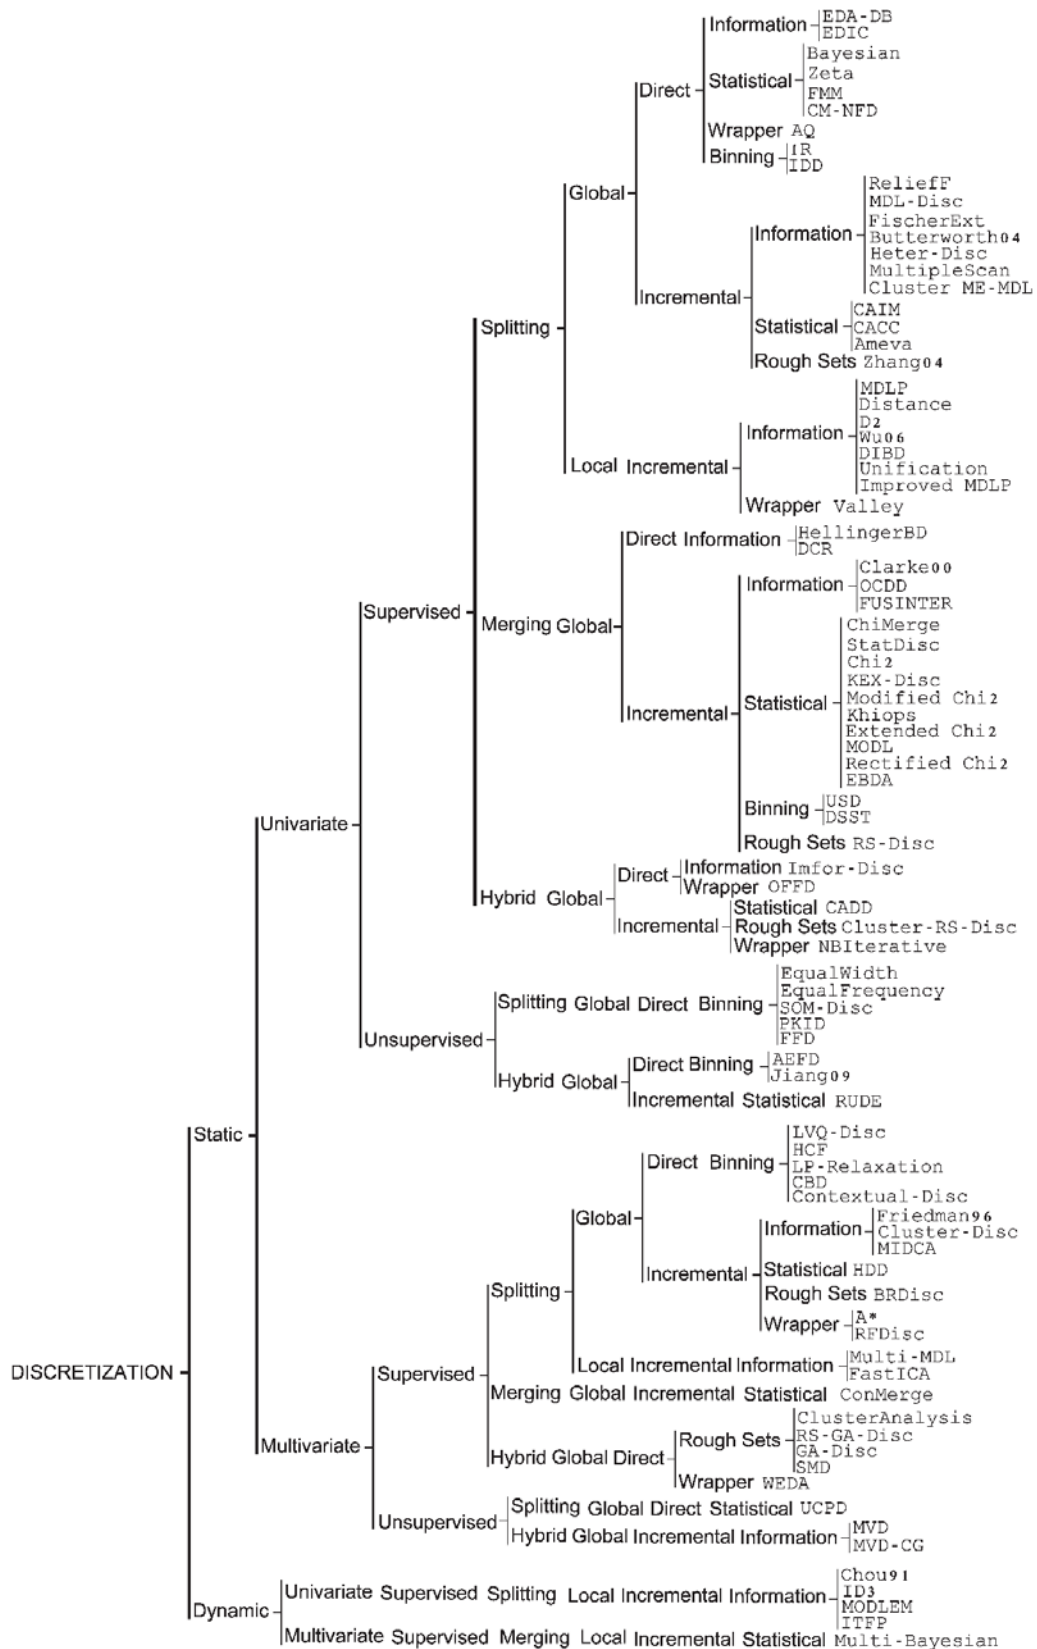 Information EDA-DB
EDIC
Bayesian
Statistical Zeta
FMM
CM-NFD
Direct
Wrapper AQ
Binning 1R
IDD
Global
ReliefF
MDL-Disc
FischerExt
Information Butterworth04
Heter-Disc
MultipleScan
Cluster ME-MDL
Incremental
CAIM
Statistical CACC
Ameva
Rough Sets Zhang04
Splitting
MDLP
Distance
D2
Information Wu06
DIBD
Unification
Improved MDLP
Local Incremental
Wrapper Valley
Direct Information HellingerBD
DCR
Clarke00
Information OCDD
FUSINTER
Supervised
Merging Global
ChiMerge
StatDisc
Chi2
KEX-Disc
Modified Chi2
Statistical Khiops
Extended Chi2
MODL
Rectified Chi2
EBDA
Incremental
Binning USD
DSST
Univariate
Rough Sets RS-Disc
Information Imfor-Disc
Direct
Wrapper OFFD
Hybrid Global
Statistical CADD
Incremental Rough Sets Cluster-RS-Disc
Wrapper NBIterative
EqualWidth
EqualFrequency
Splitting Global Direct Binning SOM-Disc
PKID
FFD
Unsupervised
Direct Binning AEFD
Jiang09
Hybrid Global
Incremental Statistical RUDE
Static
LVQ-Disc
HCF
Direct Binning LP-Relaxation
CBD
Contextual-Disc
Global
Friedman96
Information Cluster-Disc
MIDCA
Incremental
Statistical HDD
Rough Sets BRDisc
Splitting
Wrapper A*
RFDisc
Local Incremental Information Multi-MDL
FastICA
DISCRETIZATION
Supervised
Merging Global Incremental Statistical ConMerge
ClusterAnalysis
Rough Sets RS-GA-Disc
GA-Disc
SMD
Multivariate
Hybrid Global Direct
Wrapper WEDA
Splitting Global Direct Statistical UCPD
Unsupervised
Hybrid Global Incremental Information MVD
MVD-CG
Chou91
Univariate Supervised Splitting Local Incremental Information ID3
MODLEM
ITFP
Dynamic
Multivariate Supervised Merging Local Incremental Statistical Multi-Bayesian